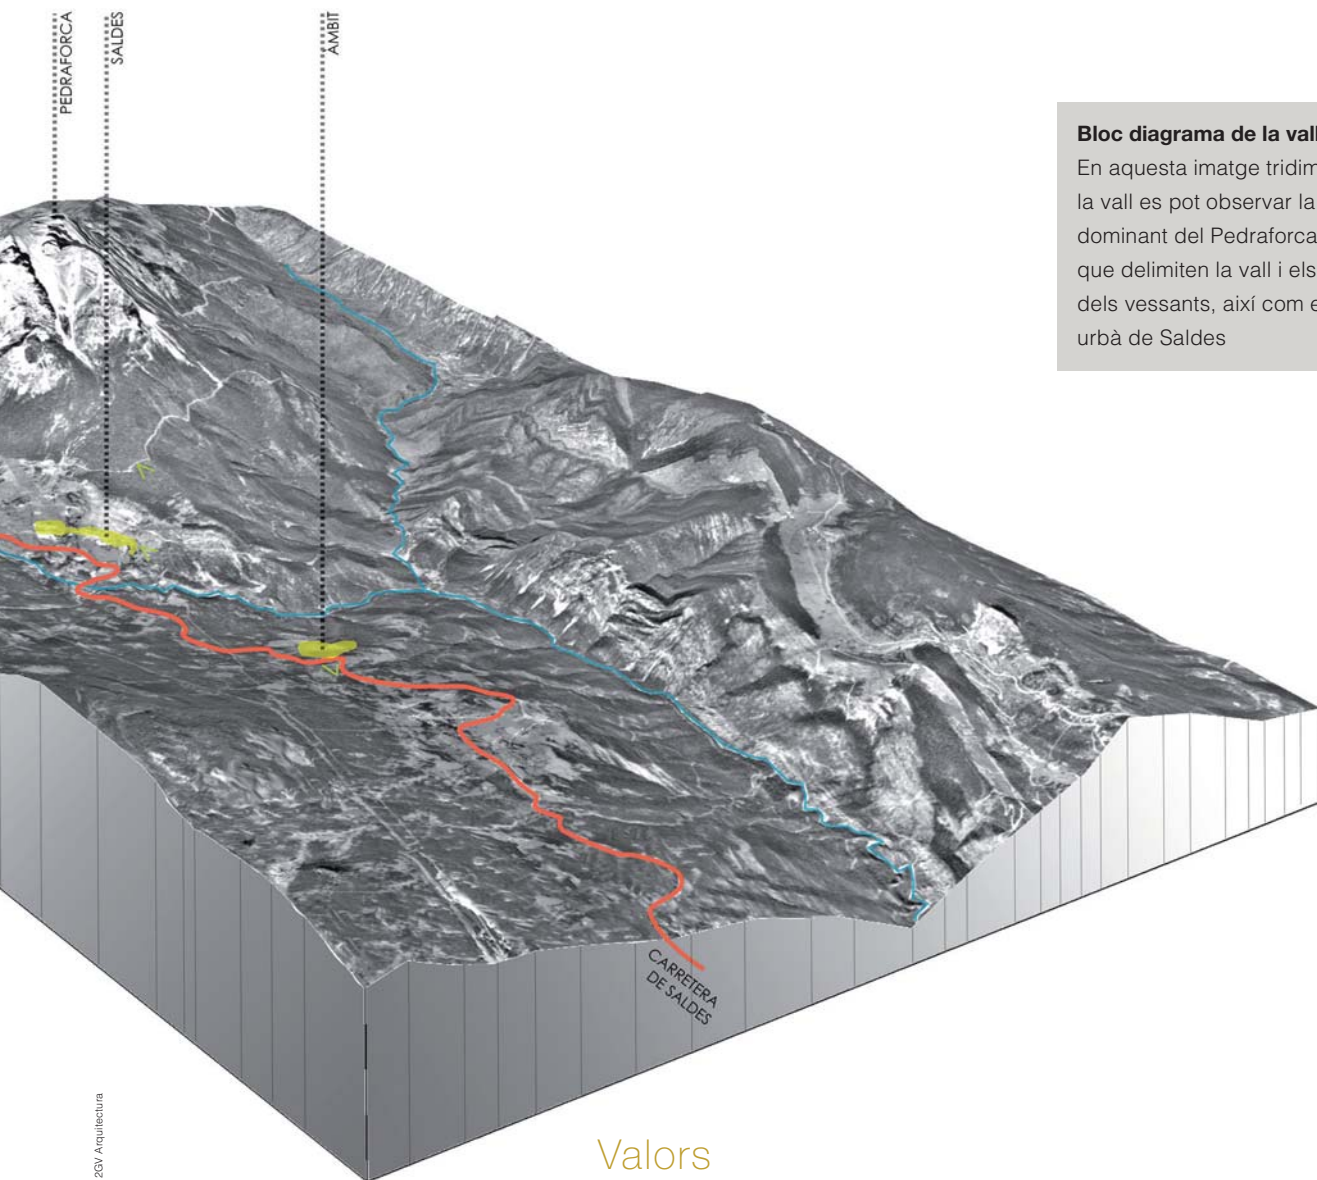 PEDRAFORCA
SALDES
ÀMBIT
Bloc diagrama de la vall
En aquesta imatge
la vall es pot observar la
dominant del Pedraforca
que delimiten la vall i els
dels vessants, així com
urbà de Saldes
CARRETERA
DE SALDES
2GV Arquitectura
Valors